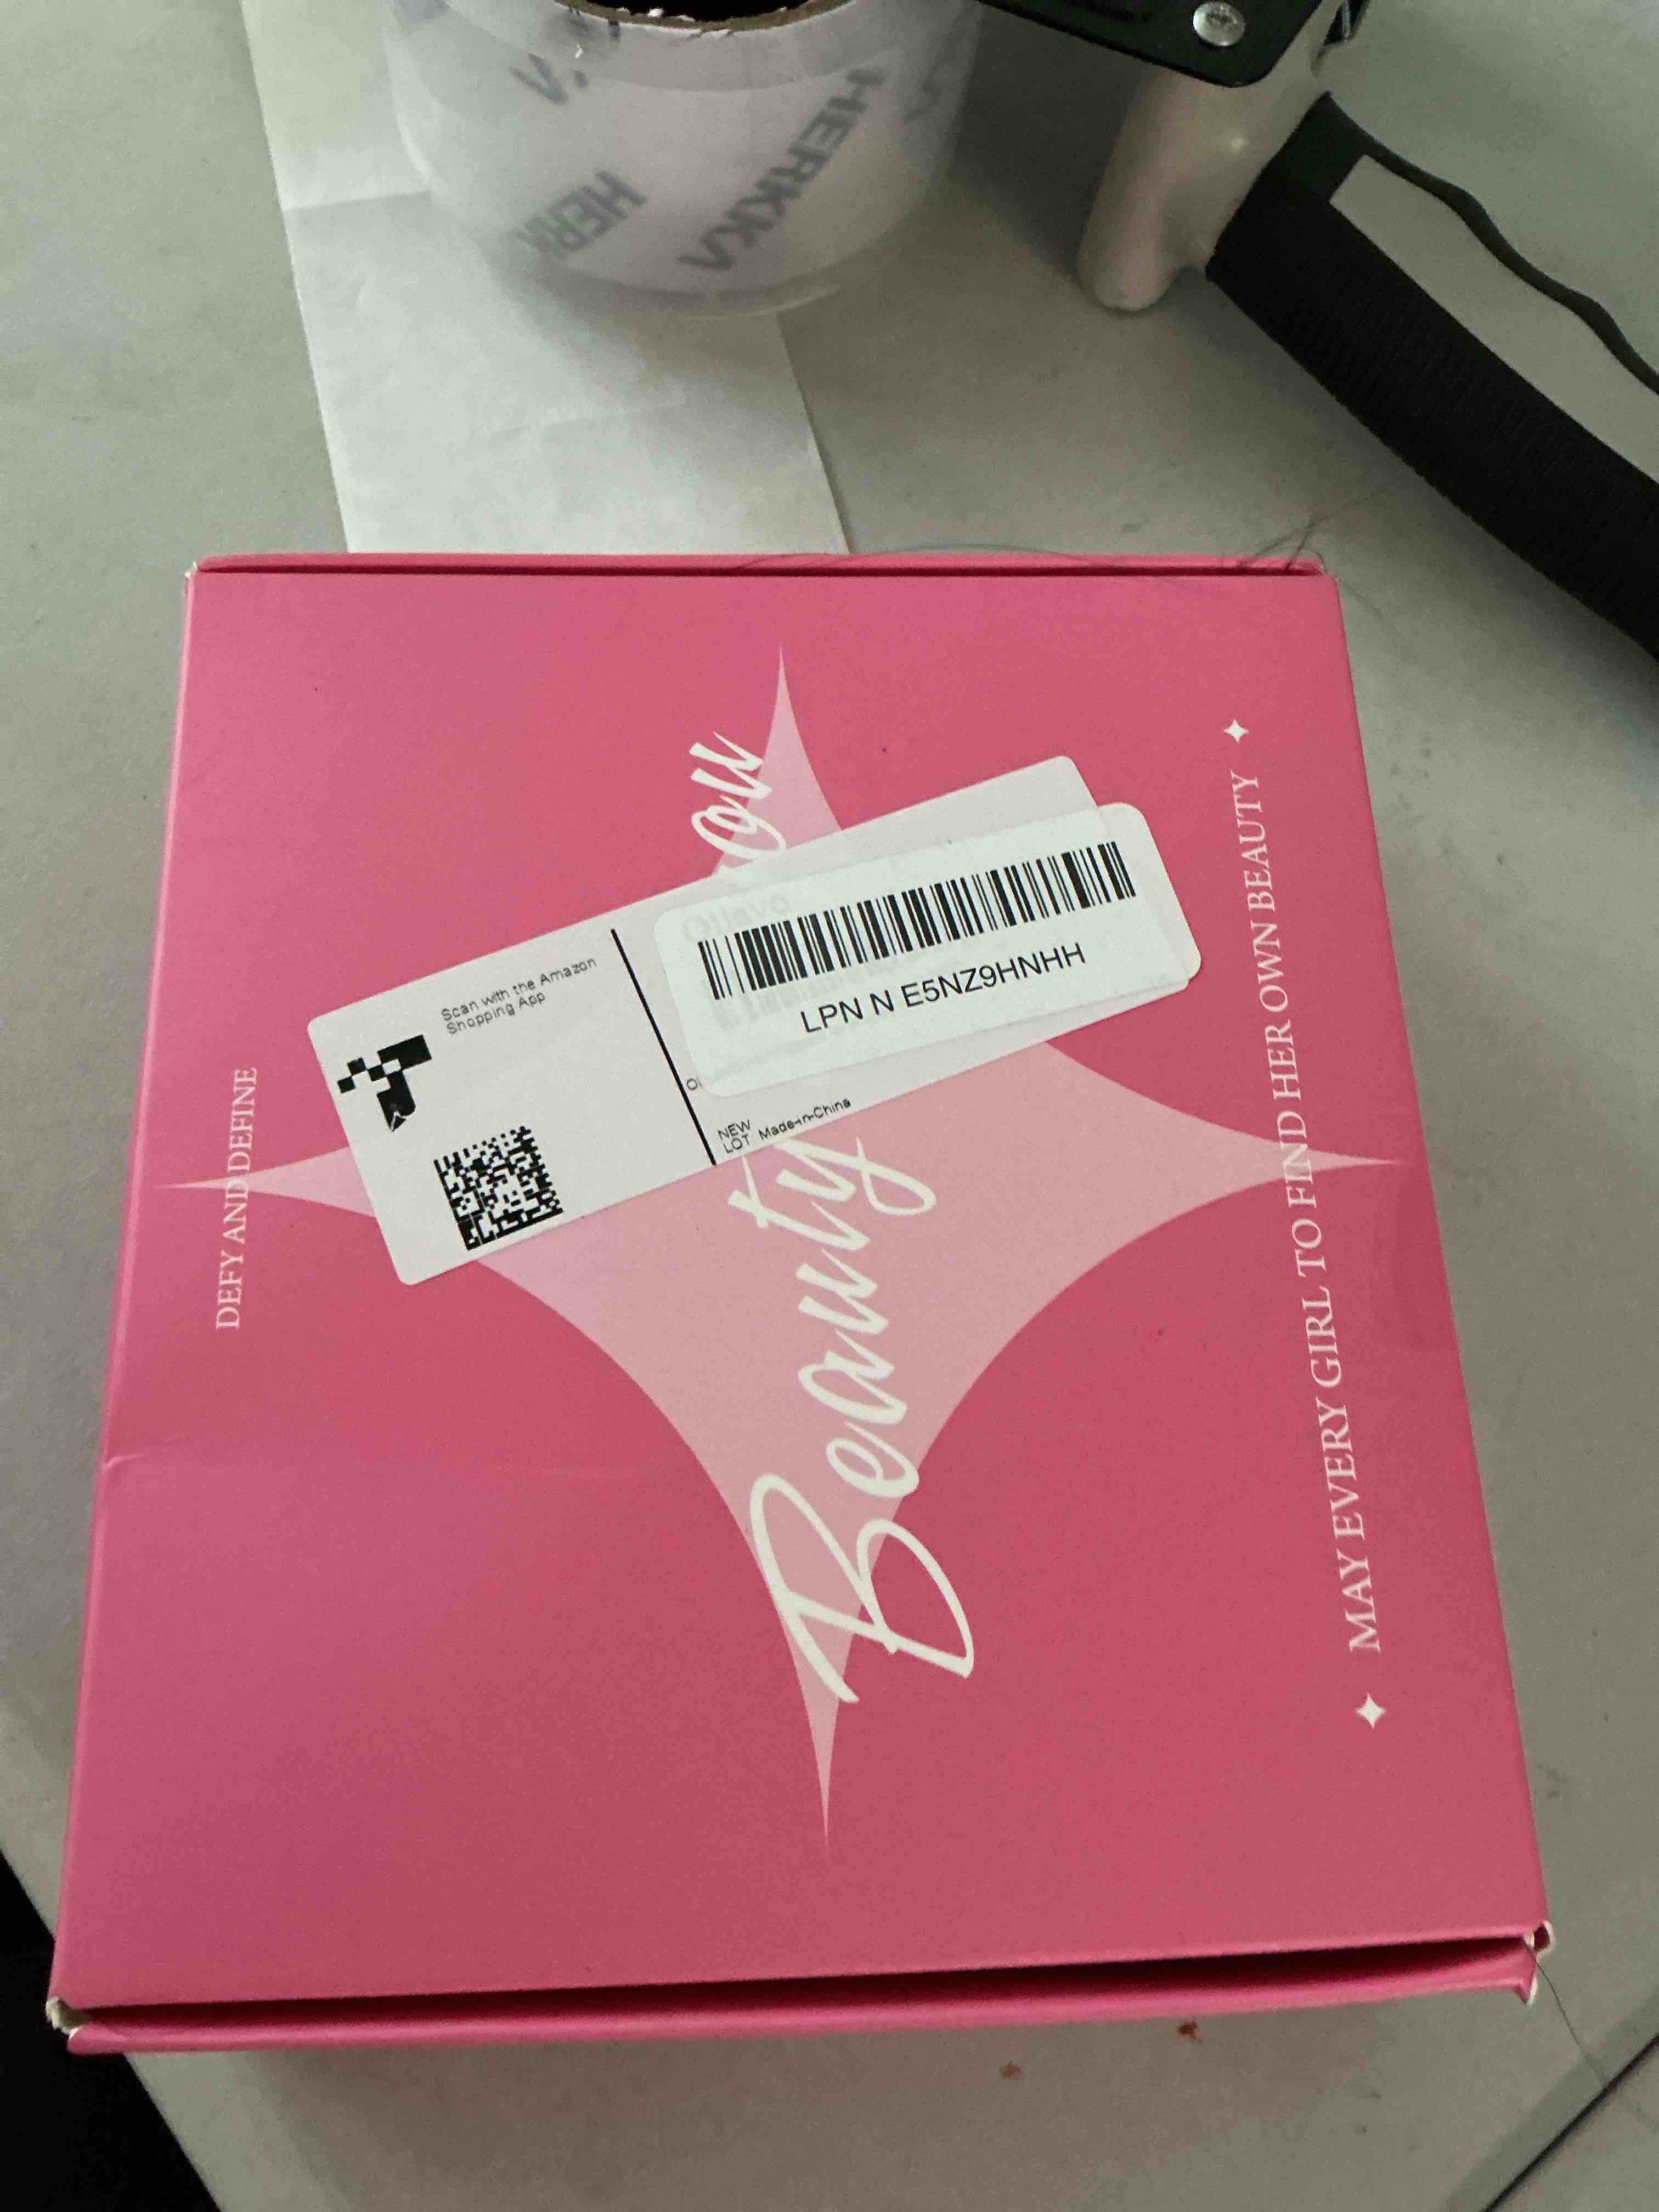 HERKKA
HERK
DEFY AND DEFINE
Scan with the Amazon
Shopping App
LPN N E5NZ9HNHH
NEW
LOT Made-in-China
Beauty
ou
MAY EVERY GIRL TO FIND HER OWN BEAUTY